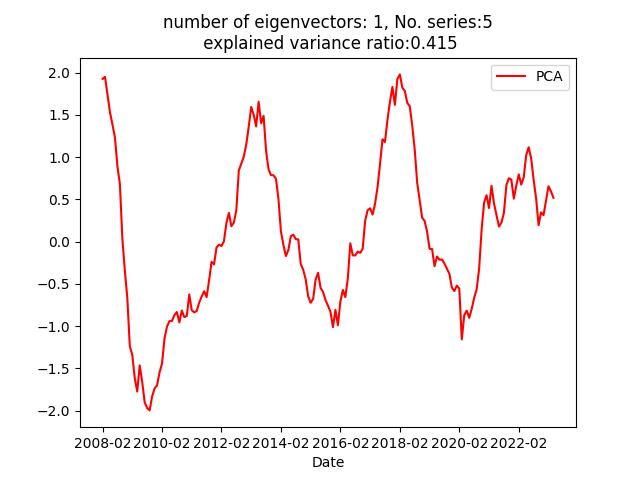 number of eigenvectors: 1, No. series:5
explained variance ratio:0.415
PCA
2.0
1.5
1.0
0.5
0.0
−0.5
−1.0
−1.5
−2.0
2008-02 2010-02 2012-02 2014-02 2016-02 2018-02 2020-02 2022-02
Date